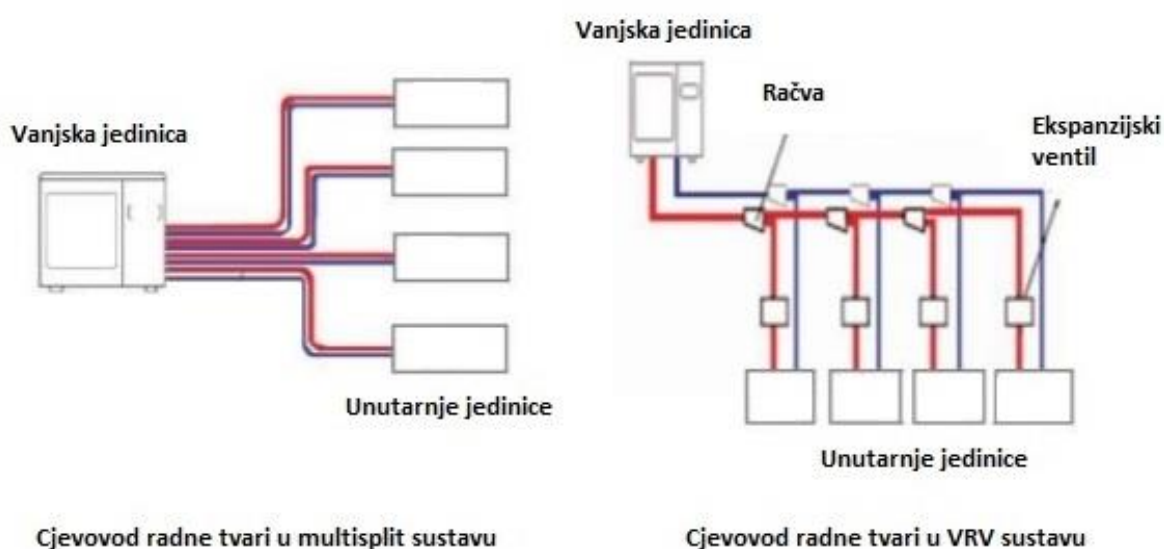 Vanjska jedinica
Unutarnje jedinice
Cjevovod radne tvari u multisplit sustavu
Vanjska jedinica
Račva
Ekspanzijski
ventil
Unutarnje jedinice
Cjevovod radne tvari u VRV sustavu